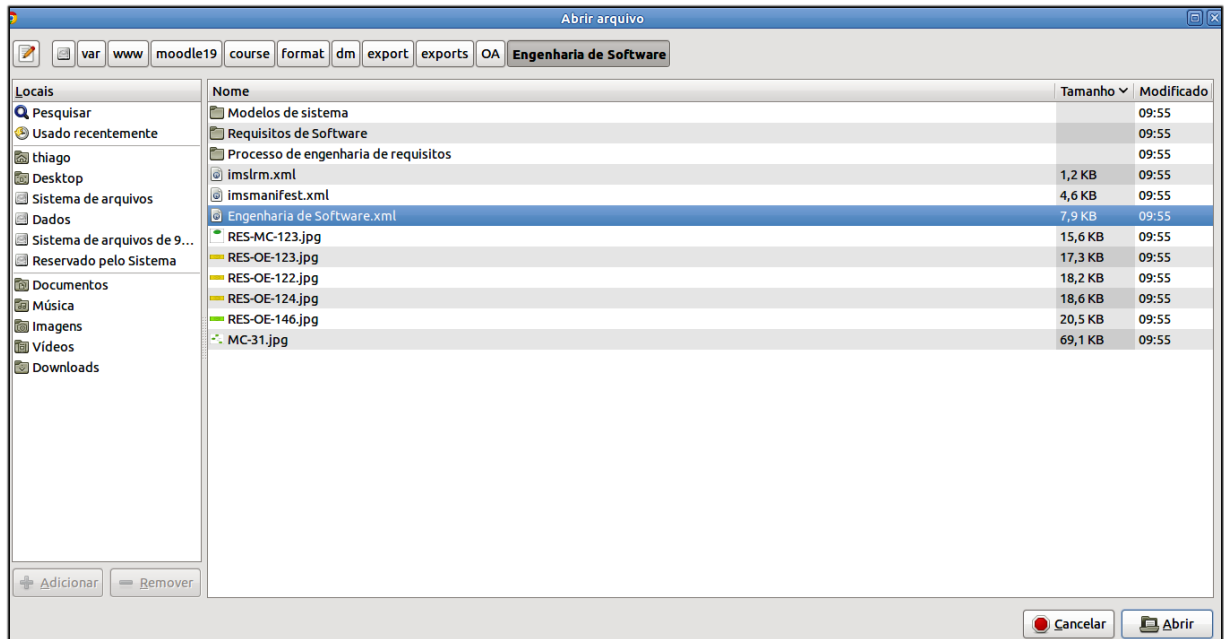 Abrir arquivo
var www moodle19 course format dm export exports OA Engenharia de Software
Locais
Pesquisar
Usado recentemente
thiago
Desktop
Sistema de arquivos
Dados
Sistema de arquivos de 9...
Reservado pelo Sistema
Documentos
Música
Imagens
Vídeos
Downloads
Adicionar Remover
Nome Tamanho Modificado
Modelos de sistema 09:55
Requisitos de Software 09:55
Processo de engenharia de requisitos 09:55
imslrm.xml 1,2 KB 09:55
imsmanifest.xml 4,6 KB 09:55
Engenharia de Software.xml 7,9 KB 09:55
RES-MC-123.jpg 15,6 KB 09:55
RES-OE-123.jpg 17,3 KB 09:55
RES-OE-122.jpg 18,2 KB 09:55
RES-OE-124.jpg 18,6 KB 09:55
RES-OE-146.jpg 20,5 KB 09:55
MC-31.jpg 69,1 KB 09:55
Cancelar Abrir